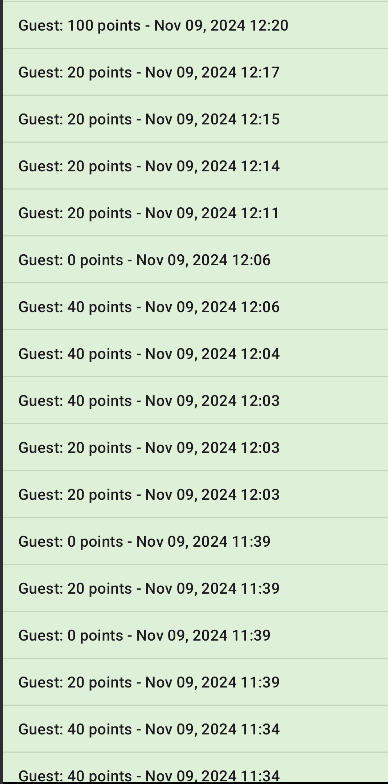 Guest: 100 points - Nov 09, 2024 12:20
Guest: 20 points - Nov 09, 2024 12:17
Guest: 20 points - Nov 09, 2024 12:15
Guest: 20 points - Nov 09, 2024 12:14
Guest: 20 points - Nov 09, 2024 12:11
Guest: 0 points - Nov 09, 2024 12:06
Guest: 40 points - Nov 09, 2024 12:06
Guest: 40 points - Nov 09, 2024 12:04
Guest: 40 points - Nov 09, 2024 12:03
Guest: 20 points - Nov 09, 2024 12:03
Guest: 20 points - Nov 09, 2024 12:03
Guest: 0 points - Nov 09, 2024 11:39
Guest: 20 points - Nov 09, 2024 11:39
Guest: 0 points - Nov 09, 2024 11:39
Guest: 20 points - Nov 09, 2024 11:39
Guest: 40 points - Nov 09, 2024 11:34
Guest: 40 points - Nov 09, 2024 11:34